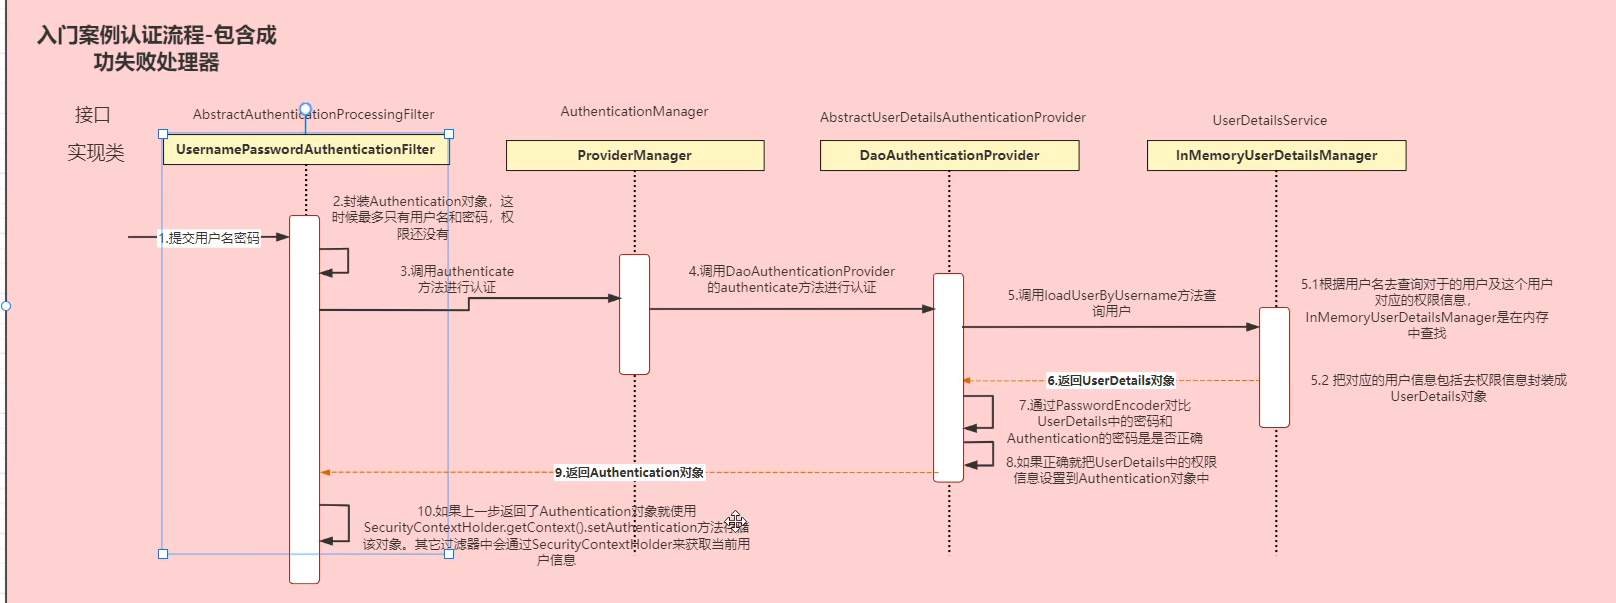 入门案例认证流程-包含成
功失败处理器
接口
AbstractAuthenticationProcessingFilter
AuthenticationManager
AbstractUserDetailsAuthenticationProvider
UserDetailsService
实现类
UsernamePasswordAuthenticationFilter
ProviderManager
DaoAuthenticationProvider
InMemoryUserDetailsManager
1.提交用户名密码
2.封装Authentication对象，这
时候最多只有用户名和密码，权
限还没有
3.调用authenticate
方法进行认证
4.调用DaoAuthenticationProvider
的authenticate方法进行认证
5.调用loadUserByUsername方法查
询用户
5.1根据用户名去查询对于的用户及这个用户
对应的权限信息，
InMemoryUserDetailsManager是在内存
中查找
5.2 把对应的用户信息包括去权限信息封装成
UserDetails对象
6.返回UserDetails对象
7.通过PasswordEncoder对比
UserDetails中的密码和
Authentication的密码是是否正确
8.如果正确就把UserDetails中的权限
信息设置到Authentication对象中
9.返回Authentication对象
10.如果上一步返回了Authentication对象就使用
SecurityContextHolder.getContext().setAuthentication方法存储
该对象。其它过滤器中会通过SecurityContextHolder来获取当前用
户信息